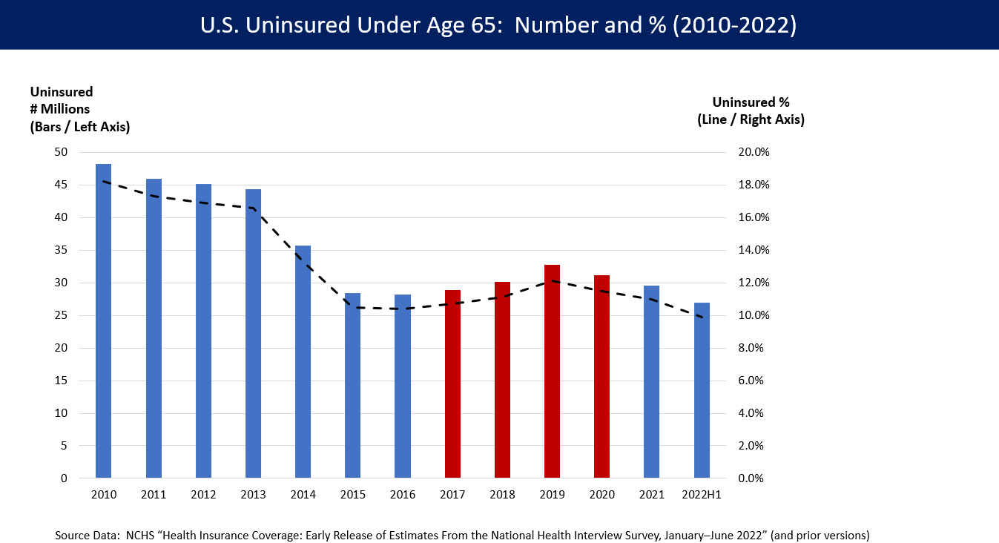 U.S. Uninsured Under Age 65:  Number and % (2010-2022)
Uninsured
# Millions
(Bars / Left Axis)
Uninsured %
(Line / Right Axis)
50
45
40
35
30
25
20
15
10
5
0
20.0%
18.0%
16.0%
14.0%
12.0%
10.0%
8.0%
6.0%
4.0%
2.0%
0.0%
2010 2011 2012 2013 2014 2015 2016 2017 2018 2019 2020 2021 2022H1
Source Data:  NCHS “Health Insurance Coverage: Early Release of Estimates From the National Health Interview Survey, January–June 2022” (and prior versions)